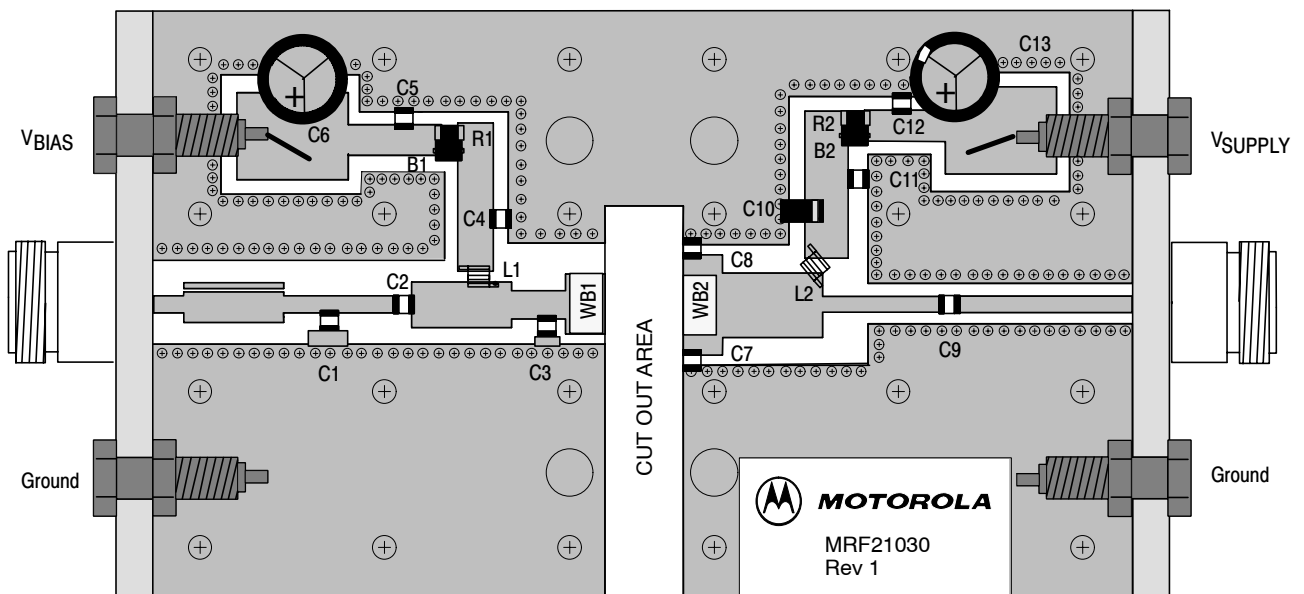 C13
C5
C6
R1
B1
R2
B2
C12
C11
VBIAS
VSUPPLY
C4
C10
C8
C2
L1
WB1
WB2
L2
CUT OUT AREA
C1
C3
C7
C9
Ground
Ground
MOTOROLA
MRF21030
Rev 1